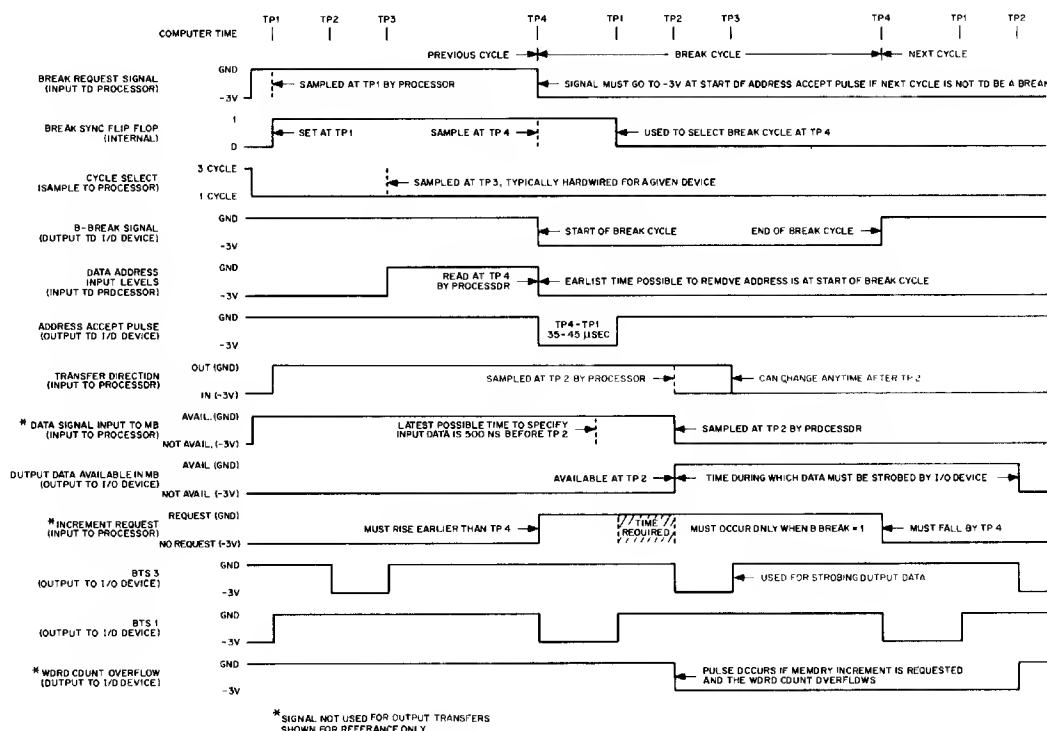 TP1 TP2 TP3 TP4 TP1 TP2 TP3 TP4 TP1 TP2
COMPUTER TIME
PREVIOUS CYCLE BREAK CYCLE NEXT CYCLE
BREAK REQUEST SIGNAL
(INPUT TO PROCESSOR)
GND
-3V
SAMPLED AT TP1 BY PROCESSOR
SIGNAL MUST GO TO -3V AT START OF ADDRESS ACCEPT PULSE IF NEXT CYCLE IS NOT TO BE A BREAK
BREAK SYNC FLIP FLOP
(INTERNAL)
1
0
SET AT TP1
SAMPLE AT TP4
USED TO SELECT BREAK CYCLE AT TP4
CYCLE SELECT
(SAMPLE TO PROCESSOR)
3 CYCLE
1 CYCLE
SAMPLED AT TP3, TYPICALLY HARDWIRED FOR A GIVEN DEVICE
B-BREAK SIGNAL
(OUTPUT TO I/O DEVICE)
GND
-3V
START OF BREAK CYCLE
END OF BREAK CYCLE
DATA ADDRESS
INPUT LEVELS
(INPUT TO PROCESSOR)
GND
-3V
READ AT TP4
BY PROCESSOR
EARLIST TIME POSSIBLE TO REMOVE ADDRESS IS AT START OF BREAK CYCLE
ADDRESS ACCEPT PULSE
(OUTPUT TO I/O DEVICE)
GND
-3V
TP4-TP1
35-45 µSEC
TRANSFER DIRECTION
(INPUT TO PROCESSOR)
OUT (GND)
IN (-3V)
SAMPLED AT TP 2 BY PROCESSOR
CAN CHANGE ANYTIME AFTER TP 2
* DATA SIGNAL INPUT TO MB
(INPUT TO PROCESSOR)
AVAIL. (GND)
NOT AVAIL. (-3V)
LATEST POSSIBLE TIME TO SPECIFY
INPUT DATA IS 500 NS BEFORE TP 2
SAMPLED AT TP 2 BY PROCESSOR
OUTPUT DATA AVAILABLE IN MB
(OUTPUT TO I/O DEVICE)
AVAIL (GND)
NOT AVAIL (-3V)
AVAILABLE AT TP 2
TIME DURING WHICH DATA MUST BE STROBED BY I/O DEVICE
* INCREMENT REQUEST
(INPUT TO PROCESSOR)
REQUEST (GND)
NO REQUEST (-3V)
MUST RISE EARLIER THAN TP 4
TIME
REQUIRED
MUST OCCUR ONLY WHEN B BREAK = 1
MUST FALL BY TP 4
BTS 3
(OUTPUT TO I/O DEVICE)
GND
-3V
USED FOR STROBING OUTPUT DATA
BTS 1
(OUTPUT TO I/O DEVICE)
GND
-3V
* WORD COUNT OVERFLOW
(OUTPUT TO I/O DEVICE)
GND
-3V
PULSE OCCURS IF MEMORY INCREMENT IS REQUESTED
AND THE WORD COUNT OVERFLOWS
* SIGNAL NOT USED FOR OUTPUT TRANSFERS
SHOWN FOR REFERANCE ONLY